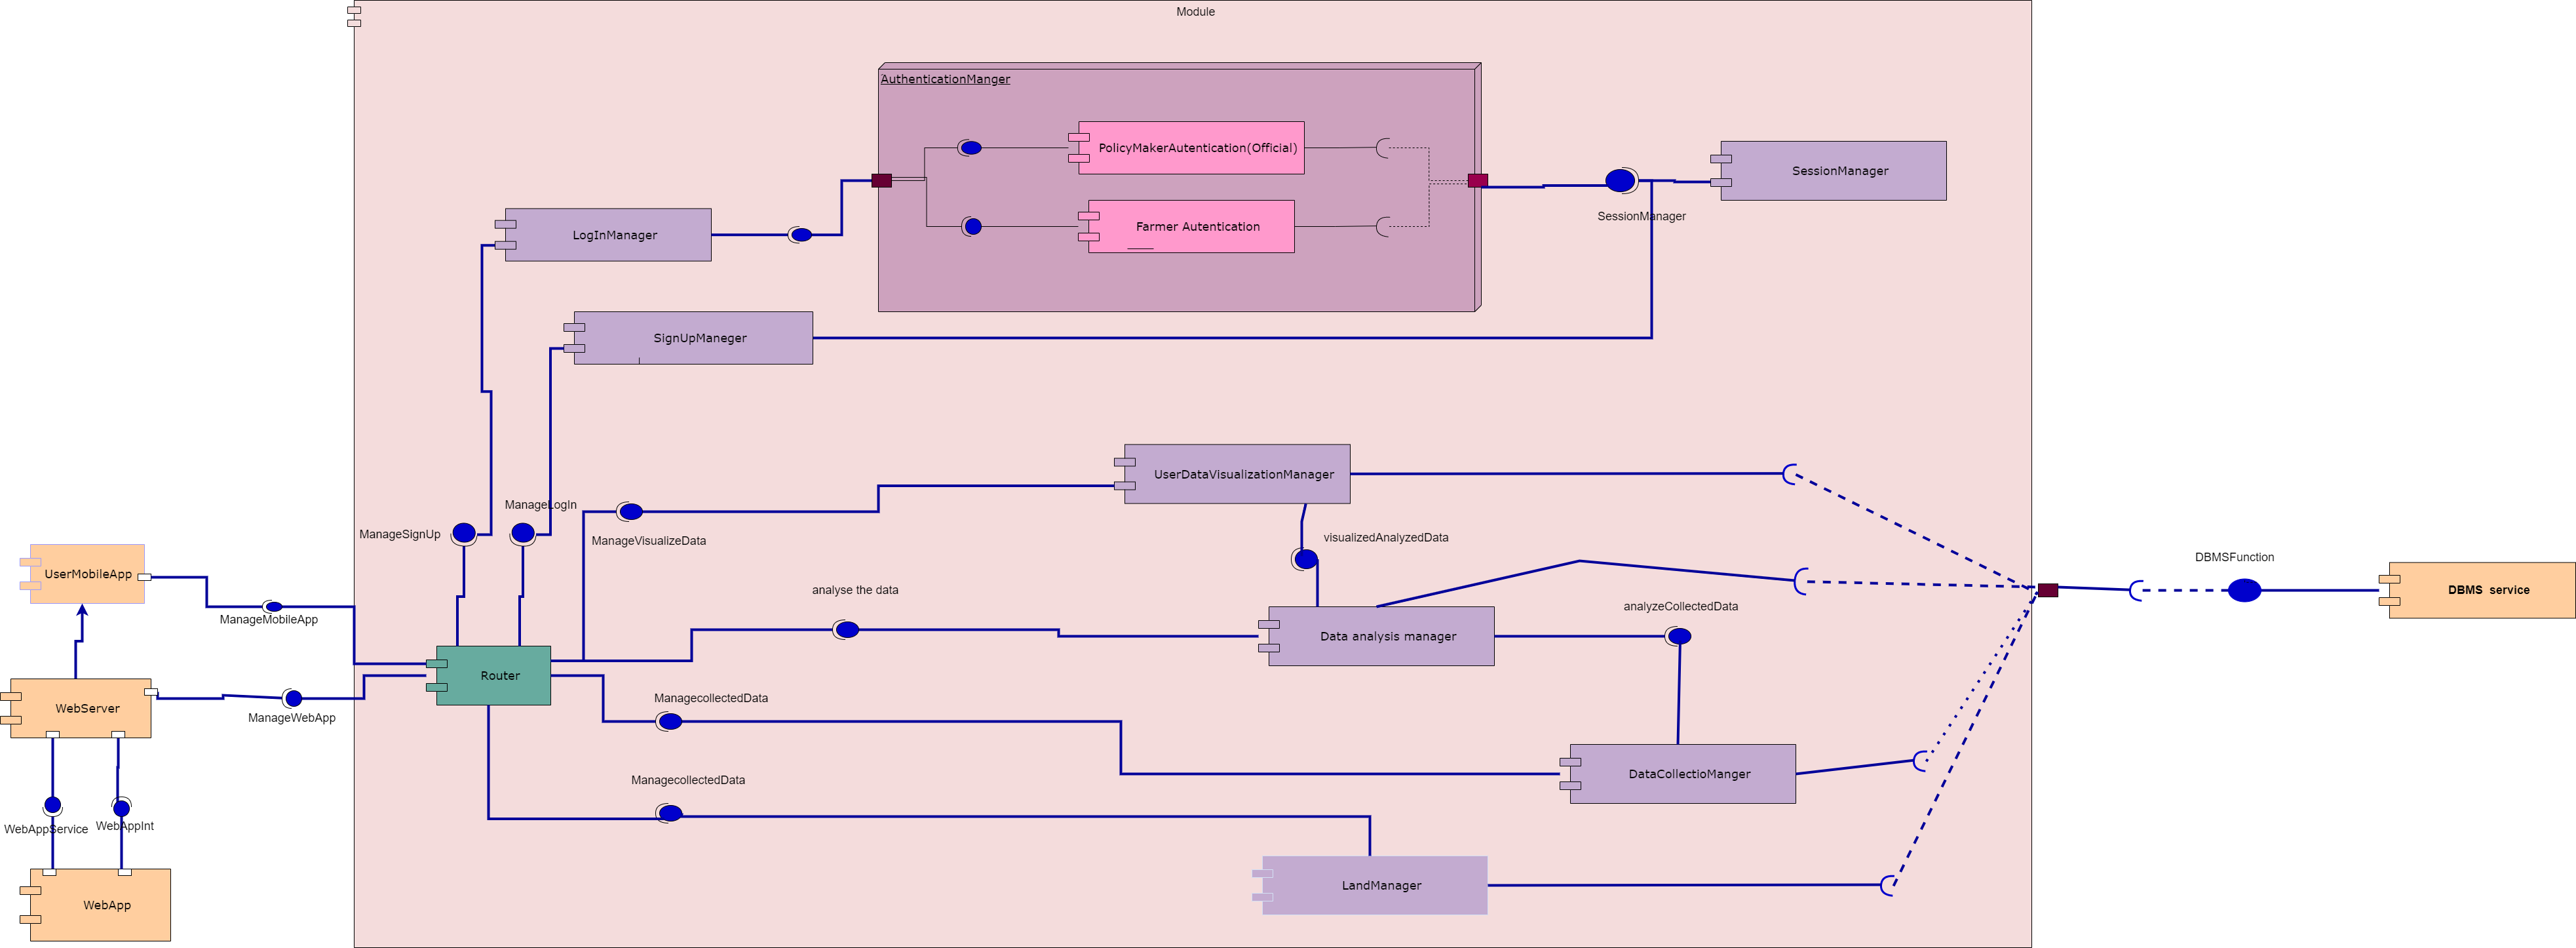 Module
AuthenticationManger
PolicyMakerAutentication(Official)
SessionManager
SessionManager
LogInManager
Farmer Autentication
SignUpManeger
UserDataVisualizationManager
ManageLogIn
ManageSignUp
ManageVisualizeData
visualizedAnalyzedData
DBMSFunction
UserMobileApp
analyse the data
DBMS service
analyzeCollectedData
ManageMobileApp
Data analysis manager
Router
ManagecollectedData
WebServer
ManageWebApp
DataCollectioManger
ManagecollectedData
WebAppService
WebAppInt
LandManager
WebApp